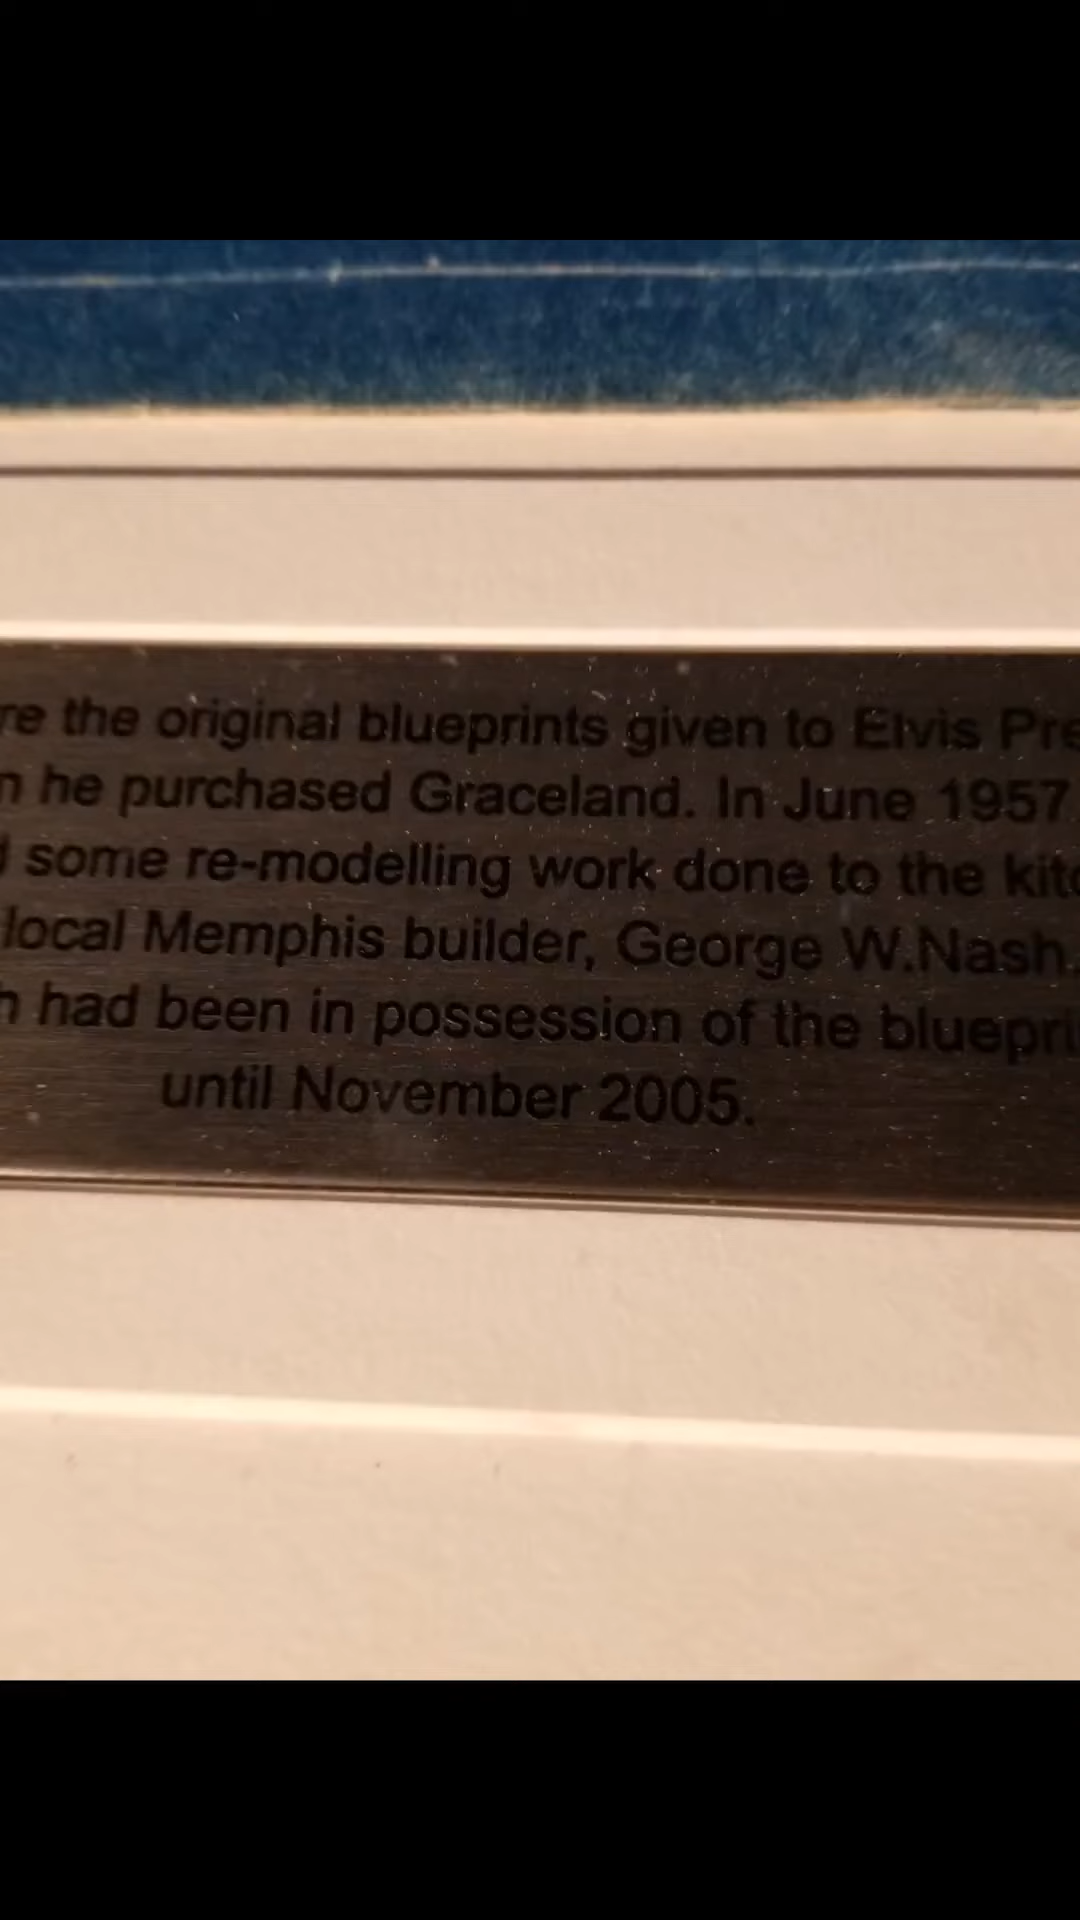 re the original blueprints given to Elvis Pre
n he purchased Graceland. In June 1957
some re-modelling work done to the kitc
local Memphis builder, George W.Nash.
h had been in possession of the bluepri
until November 2005.